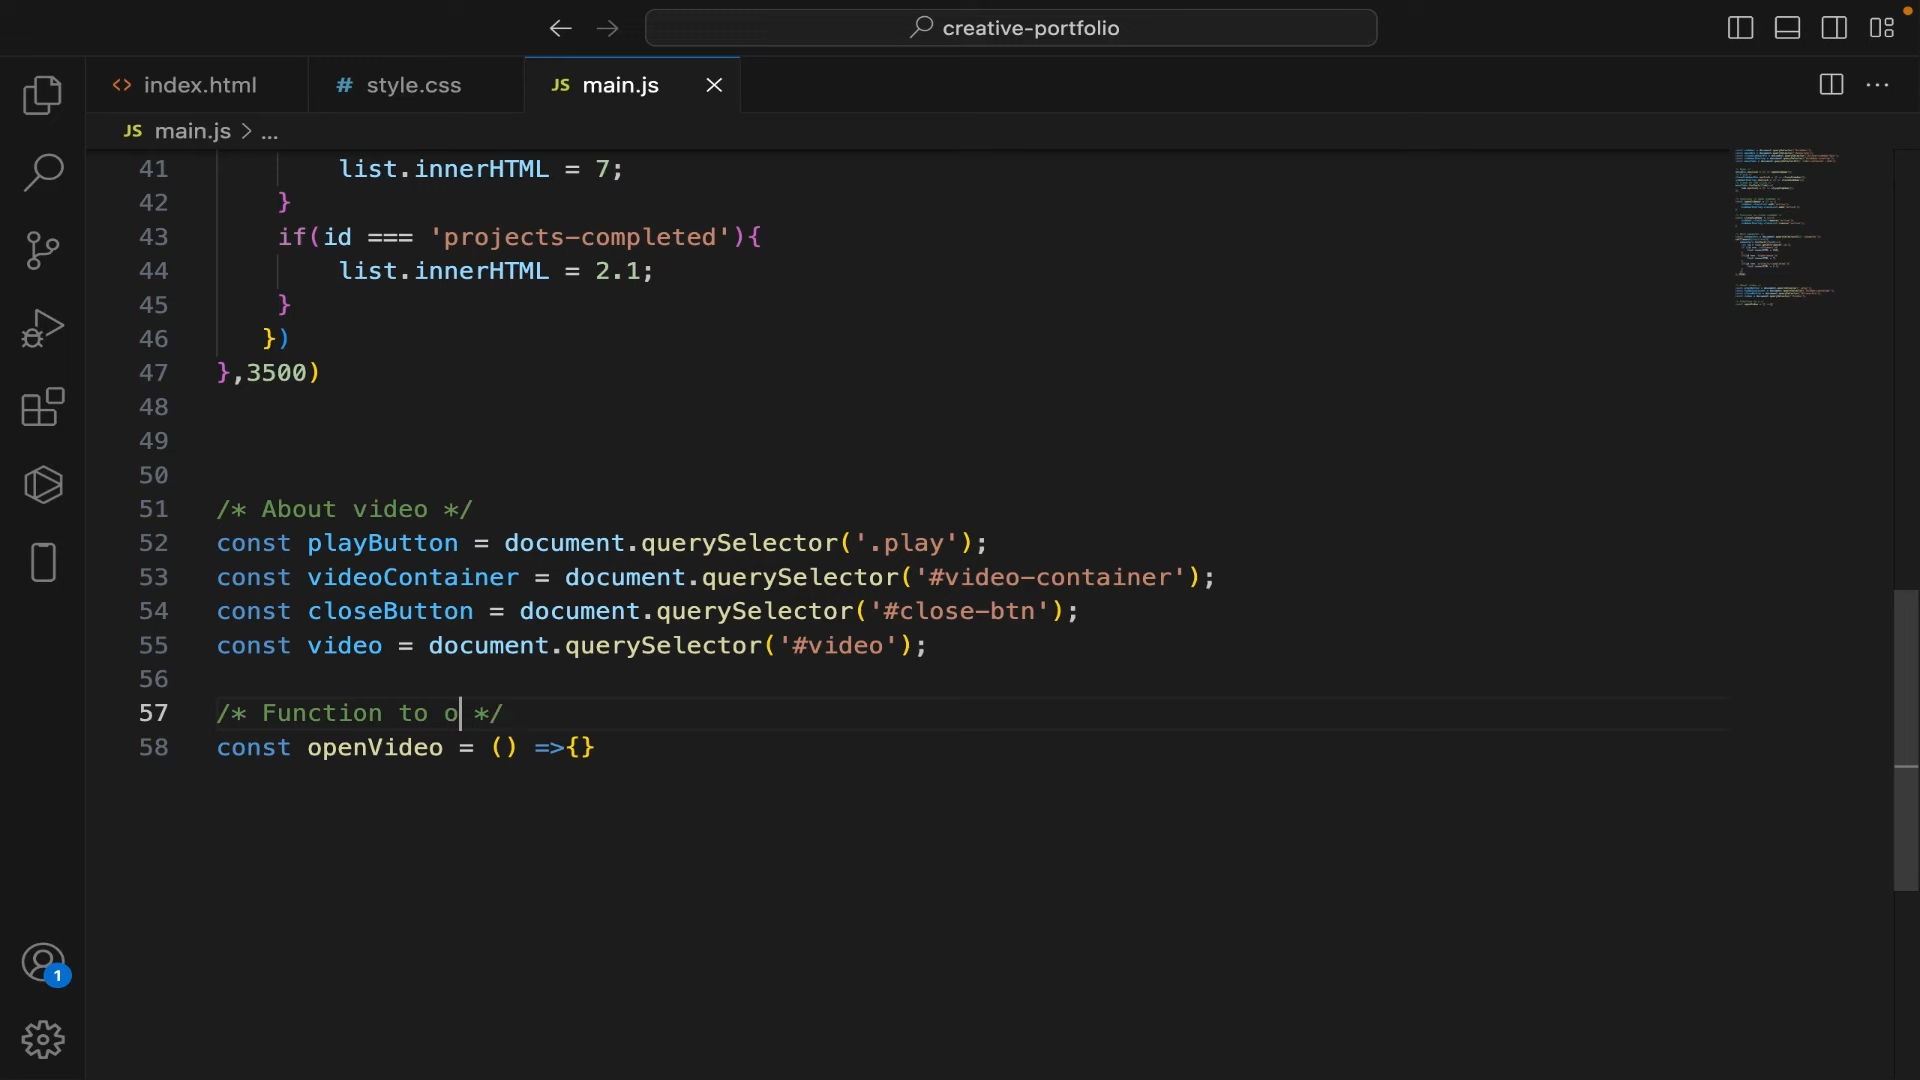 creative-portfolio
<> index.html
# style.css
JS main.js
JS main.js > ...
41 list.innerHTML = 7;
42 }
43 if(id === 'projects-completed'){
44 list.innerHTML = 2.1;
45 }
46 })
47 },3500)
48
49
50
51 /* About video */
52 const playButton = document.querySelector('.play');
53 const videoContainer = document.querySelector('#video-container');
54 const closeButton = document.querySelector('#close-btn');
55 const video = document.querySelector('#video');
56
57 /* Function to o */
58 const openVideo = () =>{}
1